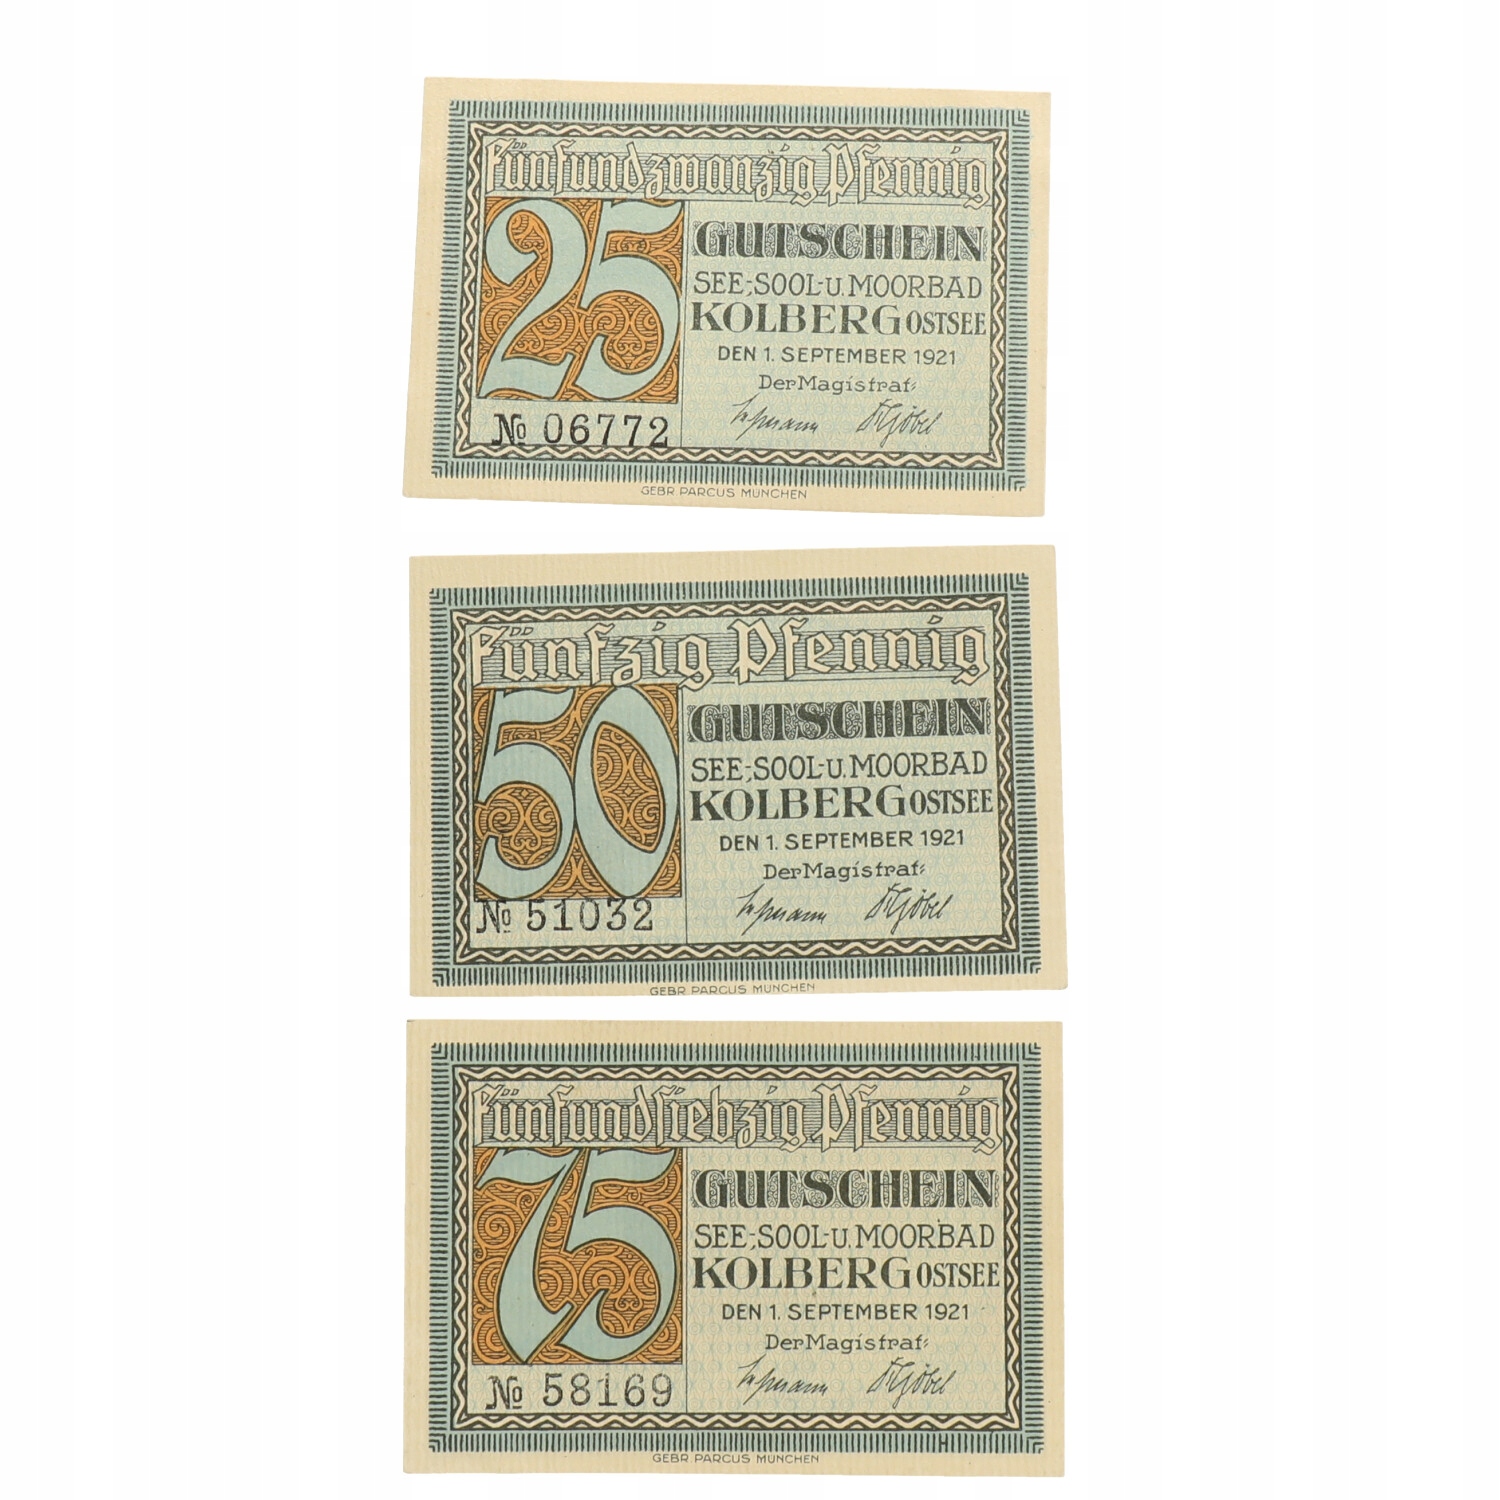 Fünfundzwanzig Pfennig
25
GUTSCHEIN
SEE-, SOOL- U. MOORBAD
KOLBERG OSTSEE
DEN 1. SEPTEMBER 1921
Der Magistrat:
№ 06772
GEBR. PARCUS MÜNCHEN
Fünfzig Pfennig
50
GUTSCHEIN
SEE-, SOOL- U. MOORBAD
KOLBERG OSTSEE
DEN 1. SEPTEMBER 1921
Der Magistrat:
№ 51032
GEBR. PARCUS MÜNCHEN
Fünfundsiebzig Pfennig
75
GUTSCHEIN
SEE-, SOOL- U. MOORBAD
KOLBERG OSTSEE
DEN 1. SEPTEMBER 1921
Der Magistrat:
№ 58169
GEBR. PARCUS MÜNCHEN